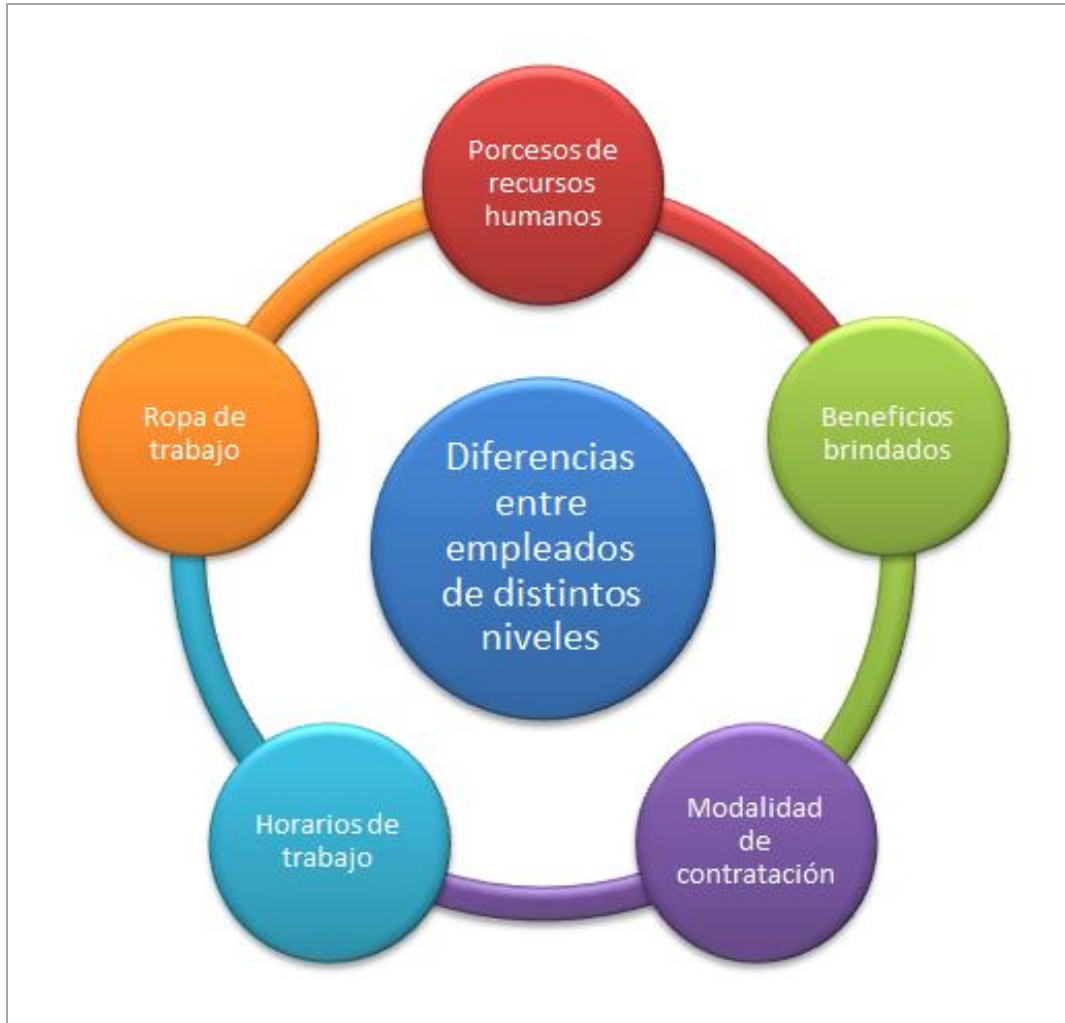 Porcesos de
recursos
humanos
Ropa de
trabajo
Beneficios
brindados
Diferencias
entre
empleados
de distintos
niveles
Horarios de
trabajo
Modalidad
de
contratación